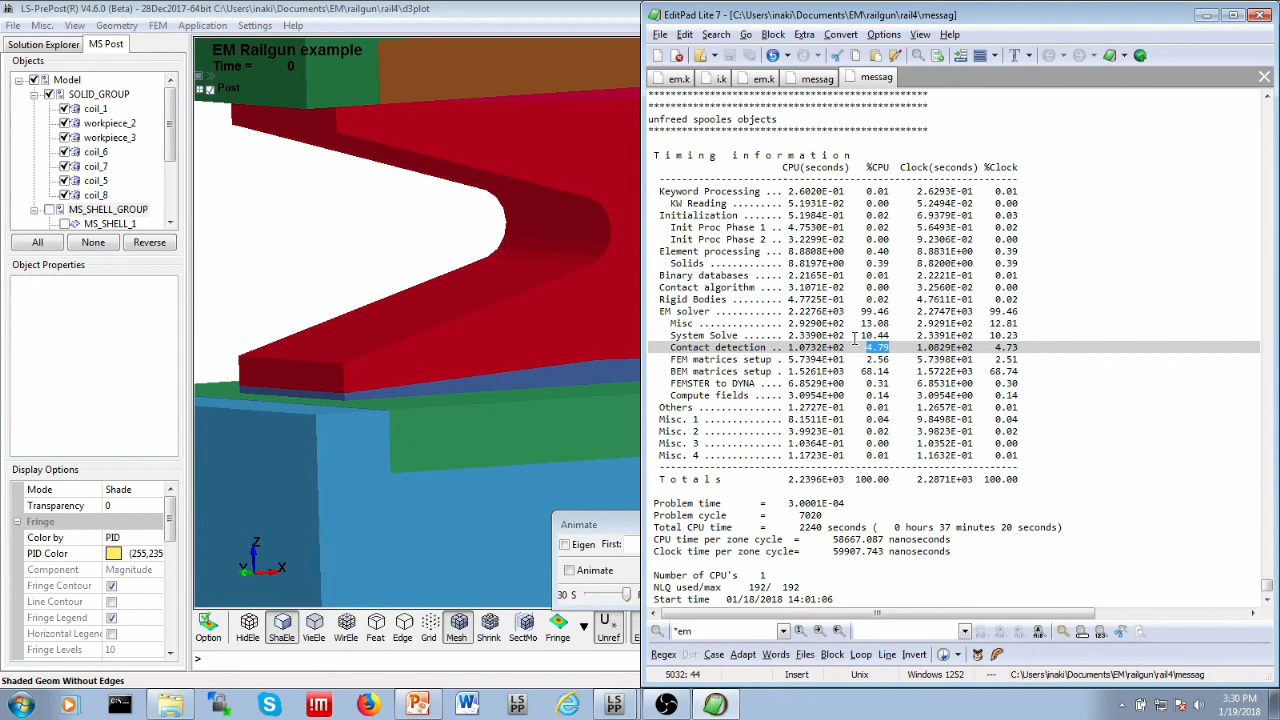 LS-PrePost(R) V4.6.0 (Beta) - 28Dec2017-64bit C:\Users\inaki\Documents\EM\railgun\rail4\d3plot
File Misc. View Geometry FEM Application Settings Help
Solution Explorer MS Post
Objects
Model
SOLID_GROUP
coil_1
workpiece_2
workpiece_3
coil_6
coil_7
coil_5
coil_8
MS_SHELL_GROUP
MS_SHELL_1
All None Reverse
Object Properties
Display Options
Mode Shade
Transparency 0
Fringe
Color by PID
PID Color (255,235
Component Magnitude
Fringe Contour
Line Contour
Fringe Legend
Horizontal Legend
Fringe Levels 10
Shaded Geom Without Edges
EM Railgun example
Time = 0
Post
Z
Y X
Animate
Eigen First:
Animate
30 S
Option HidEle ShaEle VieEle WirEle Feat Edge Grid Mesh Shrink SectMo Fringe Unref
>
EditPad Lite 7 - [C:\Users\inaki\Documents\EM\railgun\rail4\messag]
File Edit Search Go Block Extra Convert Options View Help
em.k i.k em.k messag messag
**************************************************
**************************************************
unfreed spooles objects
**************************************************
T i m i n g i n f o r m a t i o n
CPU(seconds) %CPU Clock(seconds) %Clock
----------------------------------------------------------------
Keyword Processing ... 2.6020E-01 0.01 2.6293E-01 0.01
KW Reading ......... 5.1931E-02 0.00 5.2494E-02 0.00
Initialization ....... 5.1984E-01 0.02 6.9379E-01 0.03
Init Proc Phase 1 .. 4.7530E-01 0.02 5.6493E-01 0.02
Init Proc Phase 2 .. 3.2299E-02 0.00 9.2306E-02 0.00
Element processing ... 8.8808E+00 0.40 8.8831E+00 0.39
Solids ............. 8.8197E+00 0.39 8.8200E+00 0.39
Binary databases ..... 2.2165E-01 0.01 2.2221E-01 0.01
Contact algorithm .... 3.1071E-02 0.00 3.2560E-02 0.00
Rigid Bodies ......... 4.7725E-01 0.02 4.7611E-01 0.02
EM solver ............ 2.2276E+03 99.46 2.2747E+03 99.46
Misc ............... 2.9290E+02 13.08 2.9291E+02 12.81
System Solve ....... 2.3390E+02 10.44 2.3391E+02 10.23
Contact detection .. 1.0732E+02 4.79 1.0829E+02 4.73
FEM matrices setup . 5.7394E+01 2.56 5.7398E+01 2.51
BEM matrices setup . 1.5261E+03 68.14 1.5722E+03 68.74
FEMSTER to DYNA .... 6.8529E+00 0.31 6.8531E+00 0.30
Compute fields ..... 3.0954E+00 0.14 3.0954E+00 0.14
Others ............... 1.2727E-01 0.01 1.2657E-01 0.01
Misc. 1 .............. 8.1511E-01 0.04 9.8498E-01 0.04
Misc. 2 .............. 3.9923E-01 0.02 3.9823E-01 0.02
Misc. 3 .............. 1.0364E-01 0.00 1.0352E-01 0.00
Misc. 4 .............. 1.1723E-01 0.01 1.1632E-01 0.01
----------------------------------------------------------------
T o t a l s 2.2396E+03 100.00 2.2871E+03 100.00
Problem time = 3.0001E-04
Problem cycle = 7020
Total CPU time = 2240 seconds ( 0 hours 37 minutes 20 seconds)
CPU time per zone cycle= 58667.087 nanoseconds
Clock time per zone cycle= 59907.743 nanoseconds
Number of CPU's 1
NLQ used/max 192/ 192
Start time 01/18/2018 14:01:06
*em
Regex Dot Case Adapt Words Files Block Loop Line Invert
5032: 44 Insert Unix Windows 1252 --- C:\Users\inaki\Documents\EM\railgun\rail4\messag
3:30 PM
1/19/2018